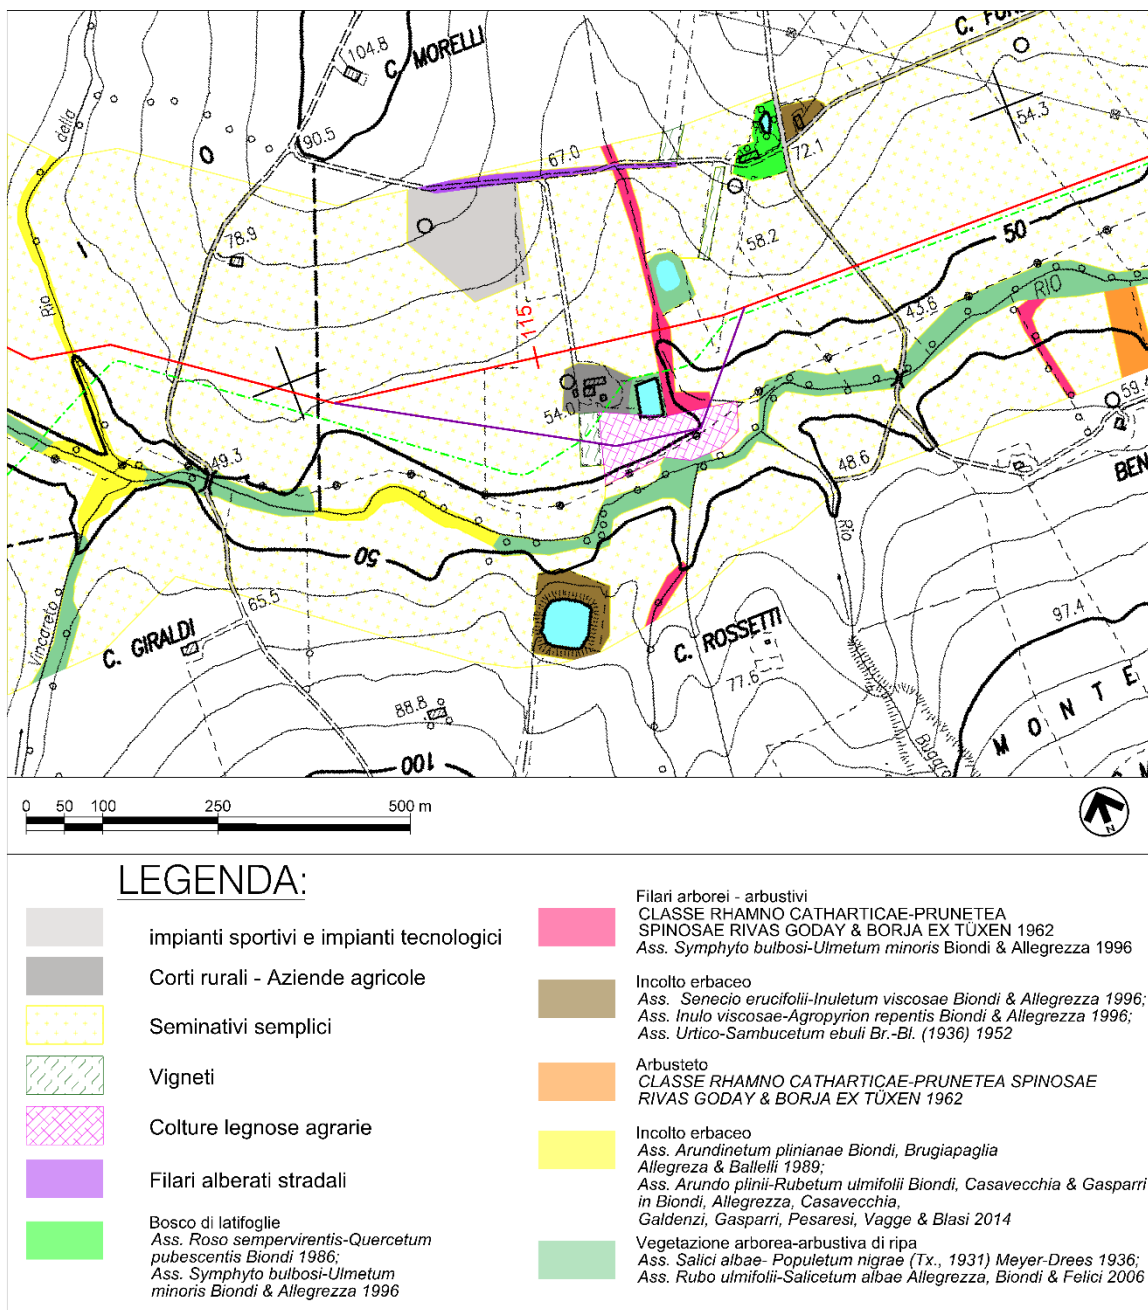 104.8
C. MORELLI
C. FOR
della
90.5
67.0
72.1
54.3
78.9
58.2
50
Rio
43.6
RIO
115
54.0
59.
49.3
48.6
BEN
50
Rio
Vincareto
65.5
C. GIRALDI
C. ROSSETTI
97.4
77.6
88.8
MONTE
Bugaro
100
0 50 100 250 500 m
N
LEGENDA:
impianti sportivi e impianti tecnologici
Corti rurali - Aziende agricole
Seminativi semplici
Vigneti
Colture legnose agrarie
Filari alberati stradali
Bosco di latifoglie
Ass. Roso sempervirentis-Quercetum
pubescentis Biondi 1986;
Ass. Symphyto bulbosi-Ulmetum
minoris Biondi & Allegrezza 1996
Filari arborei - arbustivi
CLASSE RHAMNO CATHARTICAE-PRUNETEA
SPINOSAE RIVAS GODAY & BORJA EX TÜXEN 1962
Ass. Symphyto bulbosi-Ulmetum minoris Biondi & Allegrezza 1996
Incolto erbaceo
Ass. Senecio erucifolii-Inuletum viscosae Biondi & Allegrezza 1996;
Ass. Inulo viscosae-Agropyrion repentis Biondi & Allegrezza 1996;
Ass. Urtico-Sambucetum ebuli Br.-Bl. (1936) 1952
Arbusteto
CLASSE RHAMNO CATHARTICAE-PRUNETEA SPINOSAE
RIVAS GODAY & BORJA EX TÜXEN 1962
Incolto erbaceo
Ass. Arundinetum plinianae Biondi, Brugiapaglia
Allegreza & Ballelli 1989;
Ass. Arundo plinii-Rubetum ulmifolii Biondi, Casavecchia & Gasparri
in Biondi, Allegrezza, Casavecchia,
Galdenzi, Gasparri, Pesaresi, Vagge & Blasi 2014
Vegetazione arborea-arbustiva di ripa
Ass. Salici albae- Populetum nigrae (Tx., 1931) Meyer-Drees 1936;
Ass. Rubo ulmifolii-Salicetum albae Allegrezza, Biondi & Felici 2006